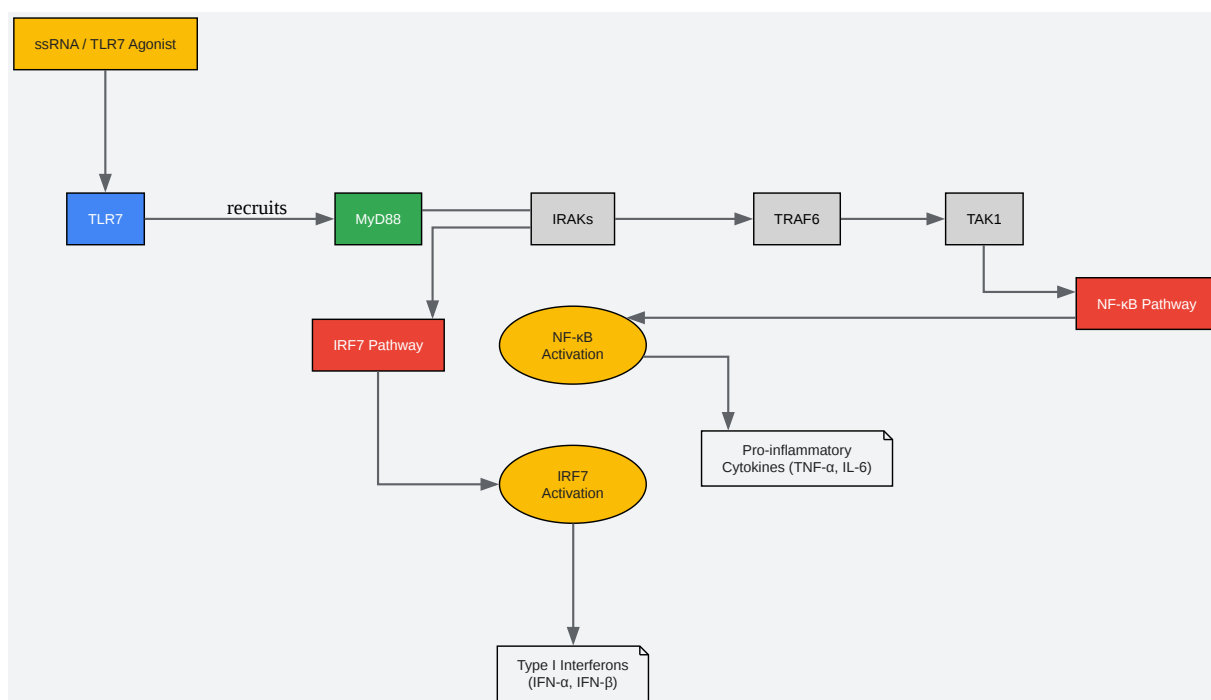 ssRNA / TLR7 Agonist
TLR7
recruits
MyD88
IRAKs
TRAF6
TAK1
NF-κB Pathway
IRF7 Pathway
NF-κB
Activation
Pro-inflammatory
Cytokines (TNF-α, IL-6)
IRF7
Activation
Type I Interferons
(IFN-α, IFN-β)